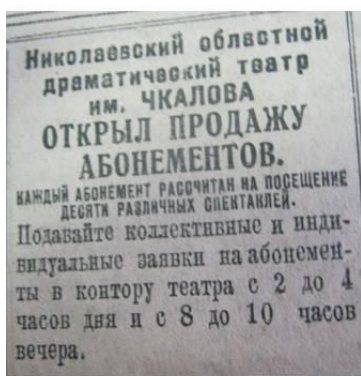 Николаевский областной
драматический театр
им. ЧКАЛОВА
ОТКРЫЛ ПРОДАЖУ
АБОНЕМЕНТОВ.
КАЖДЫЙ АБОНЕМЕНТ РАССЧИТАН НА ПОСЕЩЕНИЕ
ДЕСЯТИ РАЗЛИЧНЫХ СПЕКТАКЛЕЙ.
Подавайте коллективные и инди-
видуальные заявки на абонемен-
ты в контору театра с 2 до 4
часов дня и с 8 до 10 часов
вечера.